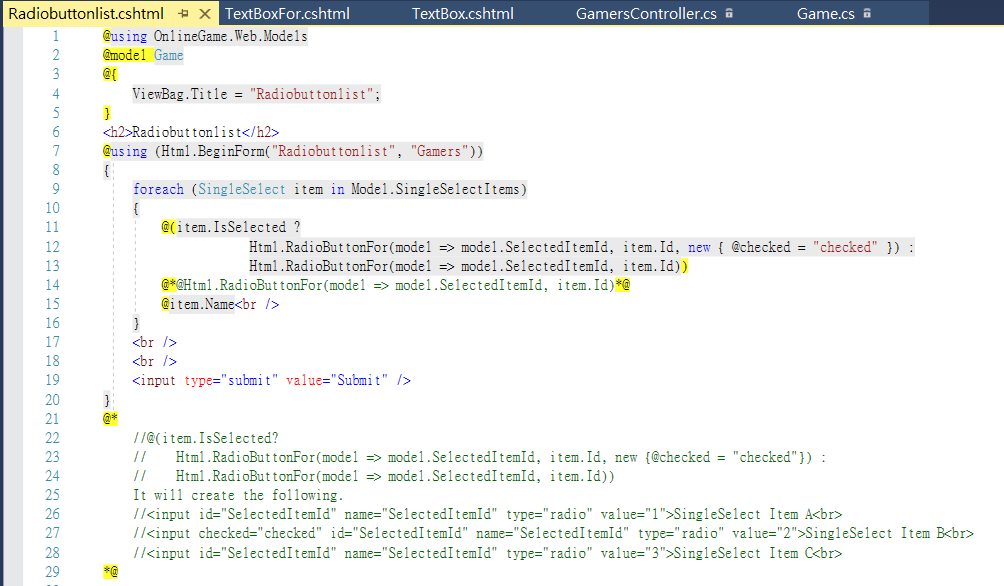 Radiobuttonlist.cshtml TextBoxFor.cshtml TextBox.cshtml GamersController.cs Game.cs
1 @using OnlineGame.Web.Models
2 @model Game
3 @{
4 ViewBag.Title = "Radiobuttonlist";
5 }
6 <h2>Radiobuttonlist</h2>
7 @using (Html.BeginForm("Radiobuttonlist", "Gamers"))
8 {
9 foreach (SingleSelect item in Model.SingleSelectItems)
10 {
11 @(item.IsSelected ?
12 Html.RadioButtonFor(model => model.SelectedItemId, item.Id, new { @checked = "checked" }) :
13 Html.RadioButtonFor(model => model.SelectedItemId, item.Id))
14 @*@Html.RadioButtonFor(model => model.SelectedItemId, item.Id)*@
15 @item.Name<br />
16 }
17 <br />
18 <br />
19 <input type="submit" value="Submit" />
20 }
21 @*
22 //@(item.IsSelected?
23 // Html.RadioButtonFor(model => model.SelectedItemId, item.Id, new {@checked = "checked"}) :
24 // Html.RadioButtonFor(model => model.SelectedItemId, item.Id))
25 It will create the following.
26 //<input id="SelectedItemId" name="SelectedItemId" type="radio" value="1">SingleSelect Item A<br>
27 //<input checked="checked" id="SelectedItemId" name="SelectedItemId" type="radio" value="2">SingleSelect Item B<br>
28 //<input id="SelectedItemId" name="SelectedItemId" type="radio" value="3">SingleSelect Item C<br>
29 *@